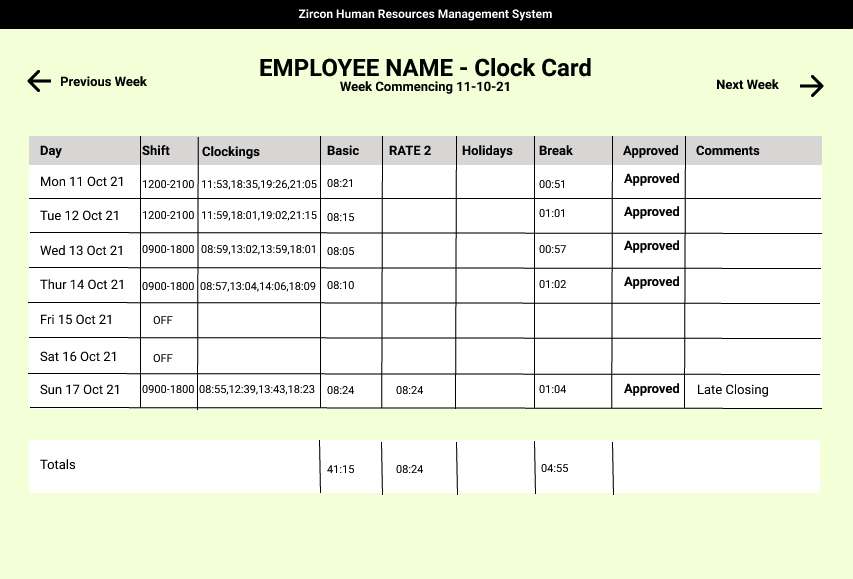 Zircon Human Resources Management System
EMPLOYEE NAME - Clock Card
Week Commencing 11-10-21
Previous Week
Next Week
Day Shift Clockings Basic RATE 2 Holidays Break Approved Comments
Mon 11 Oct 21 1200-2100 11:53,18:35,19:26,21:05 08:21 00:51 Approved
Tue 12 Oct 21 1200-2100 11:59,18:01,19:02,21:15 08:15 01:01 Approved
Wed 13 Oct 21 0900-1800 08:59,13:02,13:59,18:01 08:05 00:57 Approved
Thur 14 Oct 21 0900-1800 08:57,13:04,14:06,18:09 08:10 01:02 Approved
Fri 15 Oct 21 OFF
Sat 16 Oct 21 OFF
Sun 17 Oct 21 0900-1800 08:55,12:39,13:43,18:23 08:24 08:24 01:04 Approved Late Closing
Totals 41:15 08:24 04:55